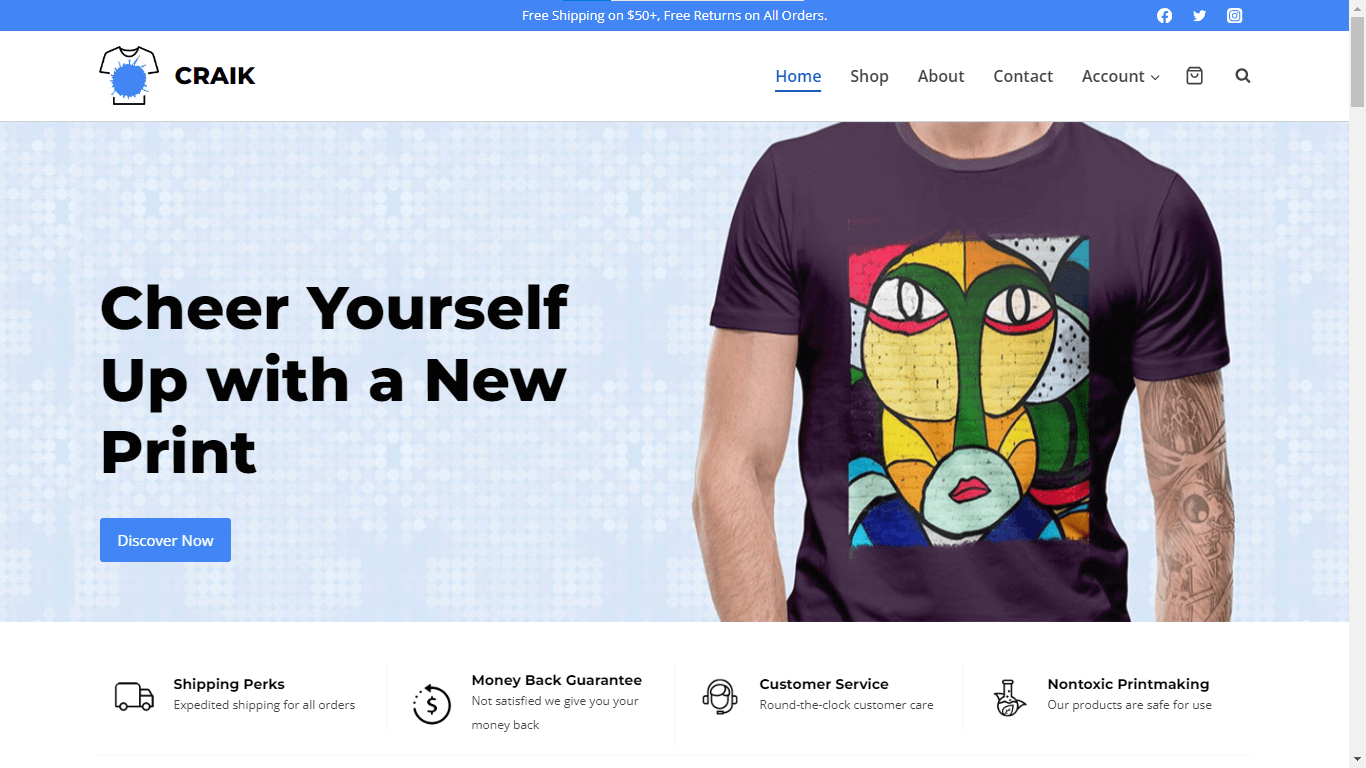 Free Shipping on $50+, Free Returns on All Orders.
CRAIK
Home Shop About Contact Account
Cheer Yourself
Up with a New
Print
Discover Now
Shipping Perks
Expedited shipping for all orders
Money Back Guarantee
Not satisfied we give you your
money back
Customer Service
Round-the-clock customer care
Nontoxic Printmaking
Our products are safe for use